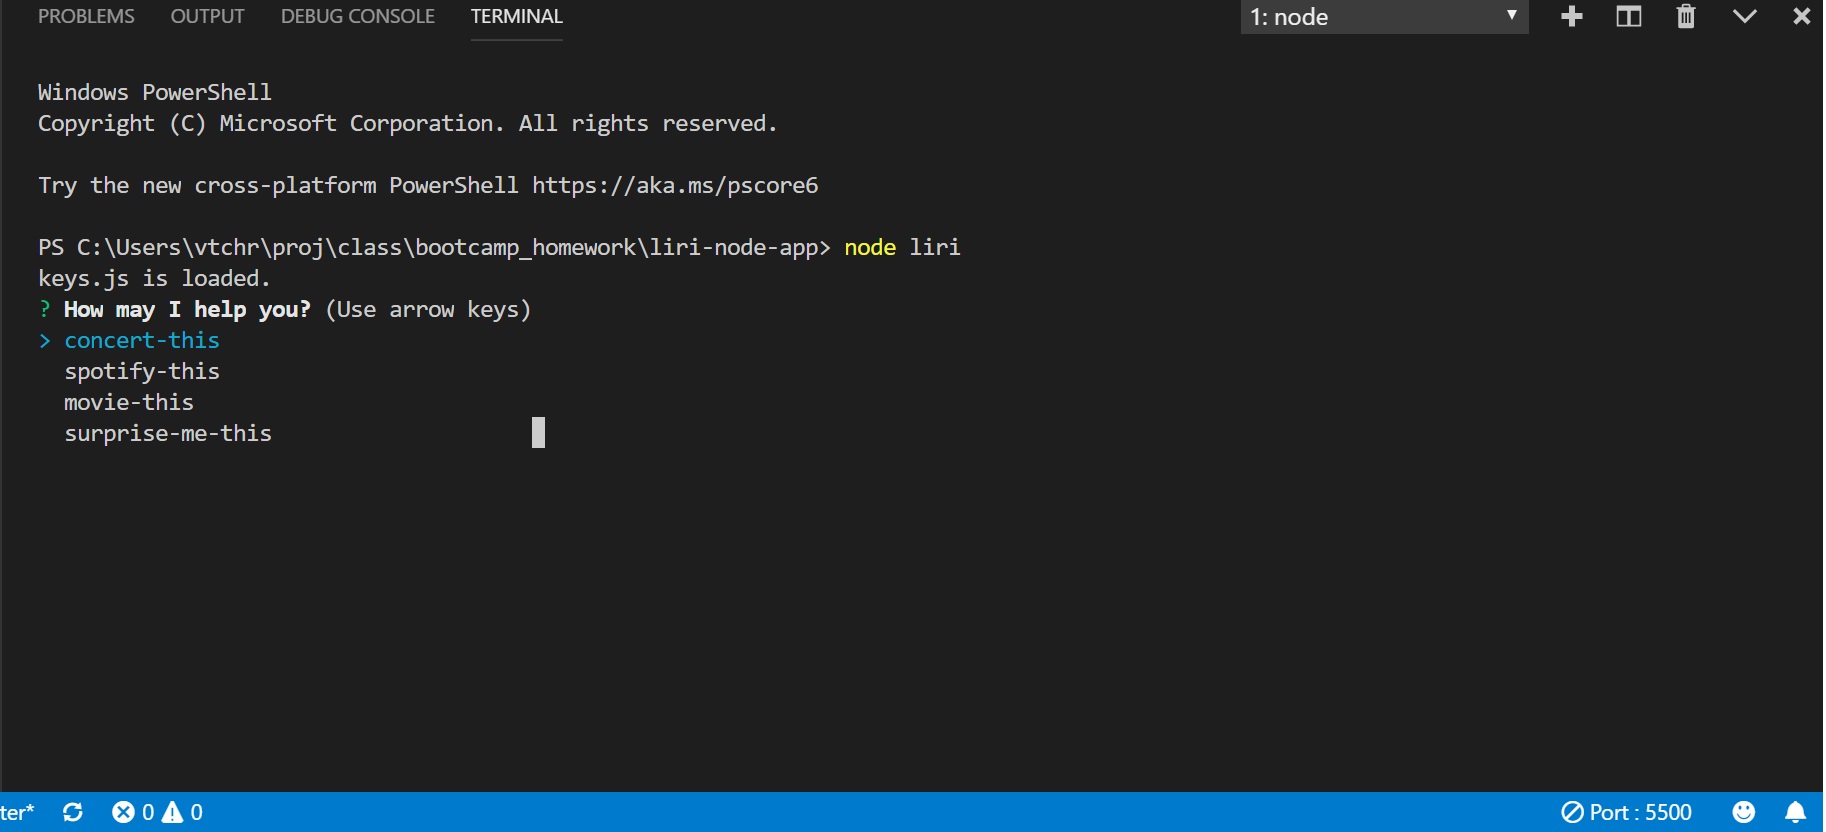 PROBLEMS OUTPUT DEBUG CONSOLE TERMINAL 1: node
Windows PowerShell
Copyright (C) Microsoft Corporation. All rights reserved.
Try the new cross-platform PowerShell https://aka.ms/pscore6
PS C:\Users\vtchr\proj\class\bootcamp_homework\liri-node-app> node liri
keys.js is loaded.
? How may I help you? (Use arrow keys)
> concert-this
spotify-this
movie-this
surprise-me-this
ter* 0 0 Port : 5500